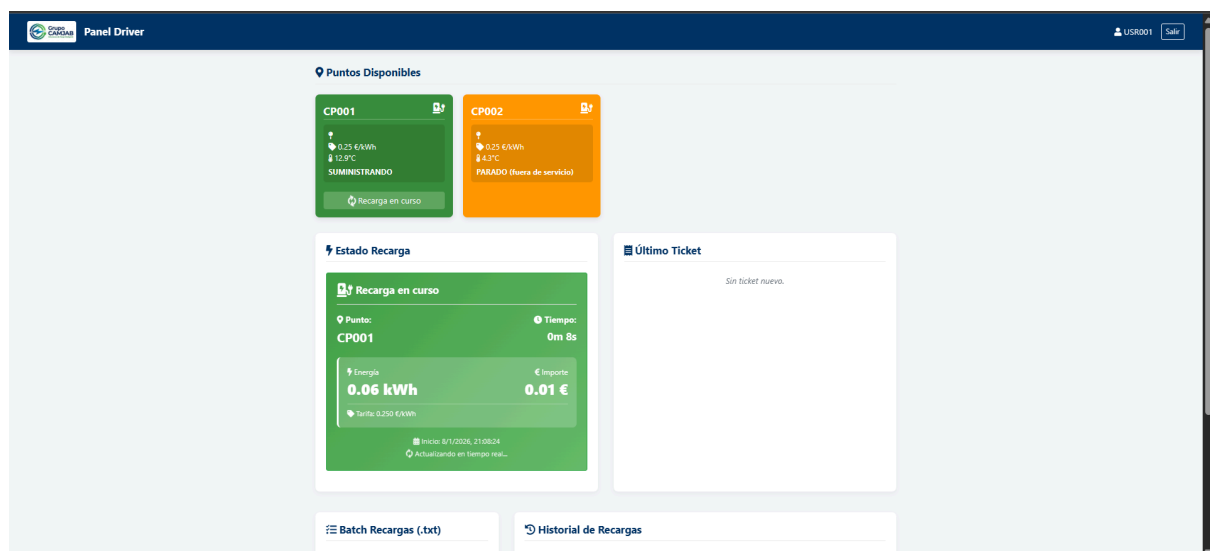 Grupo
CAMJAB
Panel Driver
USR001
Salir
Puntos Disponibles
CP001
0.25 €/kWh
12.9°C
SUMINISTRANDO
Recarga en curso
CP002
0.25 €/kWh
4.3°C
PARADO (fuera de servicio)
Estado Recarga
Recarga en curso
Punto:
Tiempo:
CP001
0m 8s
Energía
€ Importe
0.06 kWh
0.01 €
Tarifa: 0.250 €/kWh
Inicio: 8/1/2026, 21:08:24
Actualizando en tiempo real...
Último Ticket
Sin ticket nuevo.
Batch Recargas (.txt)
Historial de Recargas